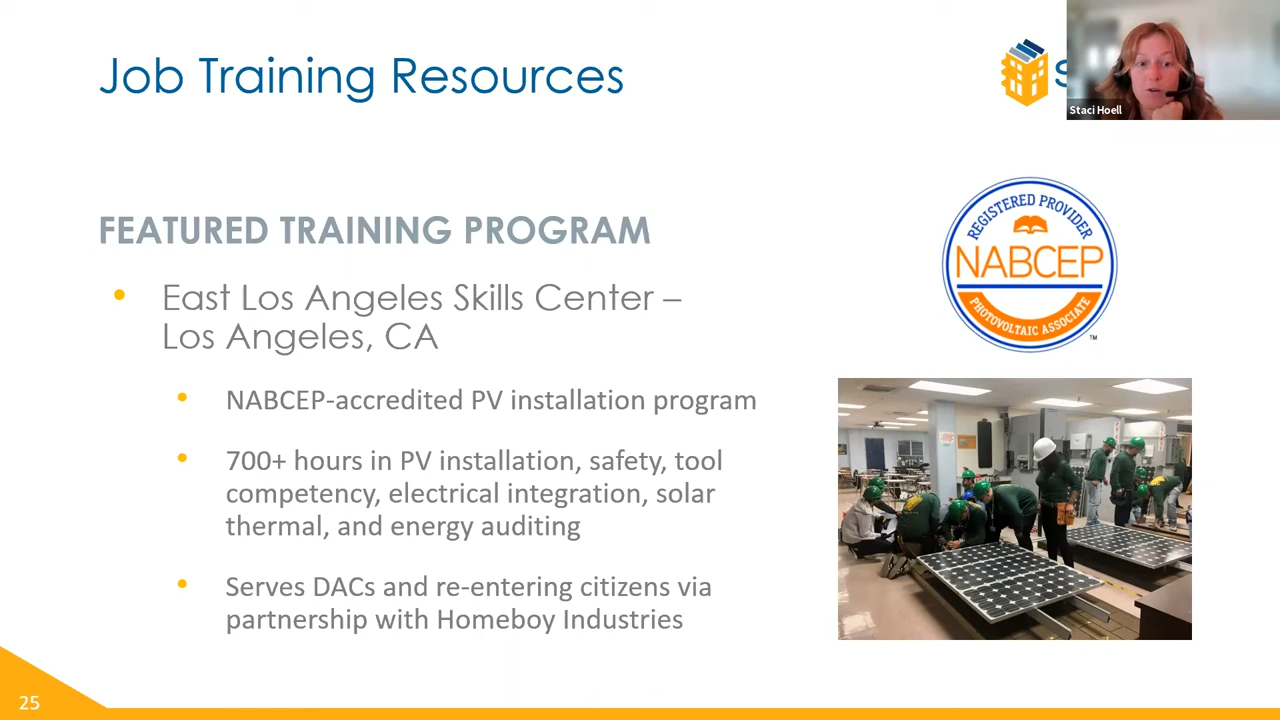 Job Training Resources
S
Staci Hoell
FEATURED TRAINING PROGRAM
• East Los Angeles Skills Center –
Los Angeles, CA
• NABCEP-accredited PV installation program
• 700+ hours in PV installation, safety, tool
competency, electrical integration, solar
thermal, and energy auditing
• Serves DACs and re-entering citizens via
partnership with Homeboy Industries
REGISTERED PROVIDER
NABCEP
PHOTOVOLTAIC ASSOCIATE
™
25